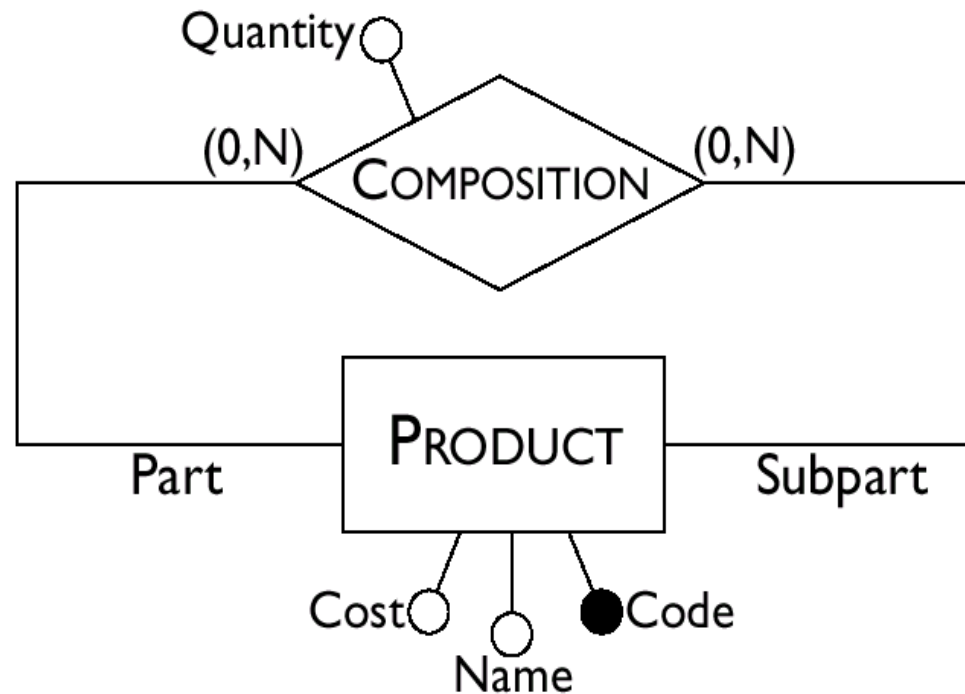 Quantity
(0,N)
COMPOSITION
(0,N)
PRODUCT
Part
Subpart
Cost
Code
Name